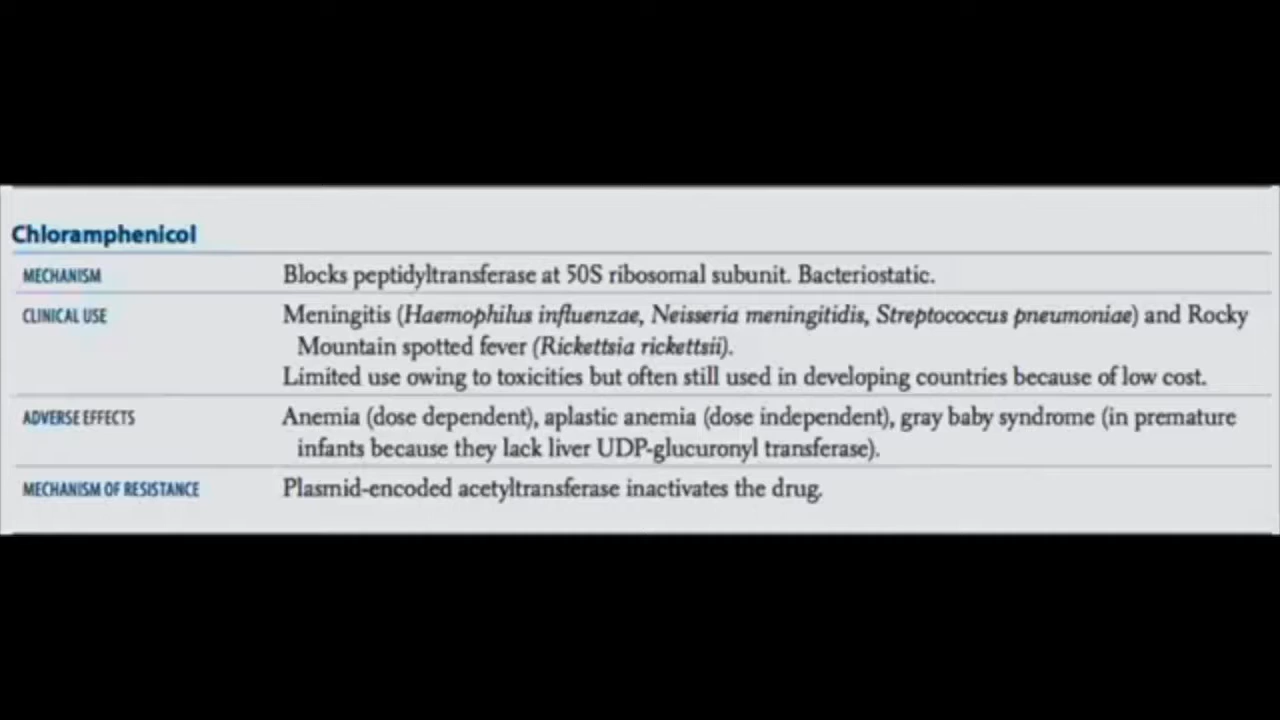 Chloramphenicol
MECHANISM Blocks peptidyltransferase at 50S ribosomal subunit. Bacteriostatic.
CLINICAL USE Meningitis (Haemophilus influenzae, Neisseria meningitidis, Streptococcus pneumoniae) and Rocky
Mountain spotted fever (Rickettsia rickettsii).
Limited use owing to toxicities but often still used in developing countries because of low cost.
ADVERSE EFFECTS Anemia (dose dependent), aplastic anemia (dose independent), gray baby syndrome (in premature
infants because they lack liver UDP-glucuronyl transferase).
MECHANISM OF RESISTANCE Plasmid-encoded acetyltransferase inactivates the drug.